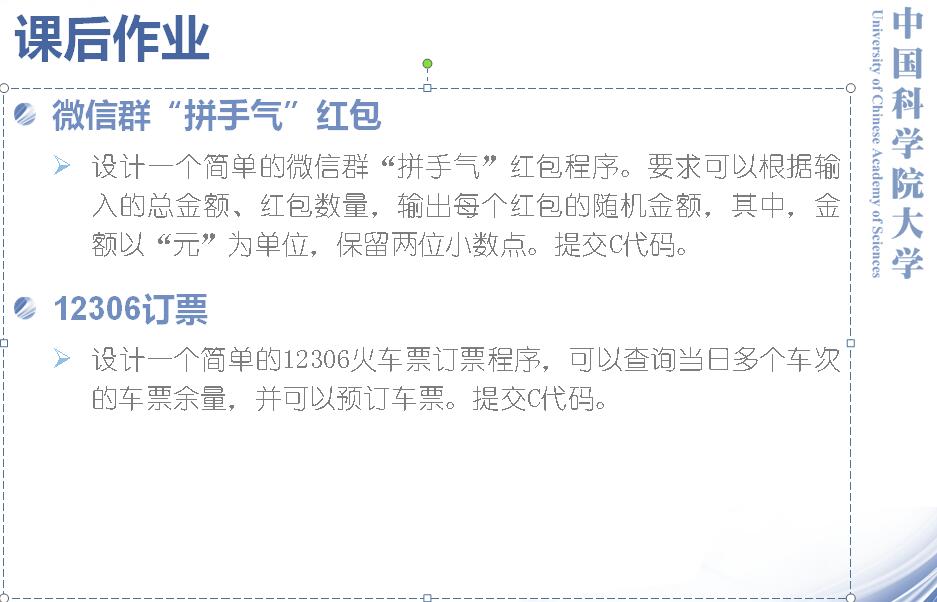 课后作业
微信群“拼手气”红包
设计一个简单的微信群“拼手气”红包程序。要求可以根据输
入的总金额、红包数量，输出每个红包的随机金额，其中，金
额以“元”为单位，保留两位小数点。提交C代码。
12306订票
设计一个简单的12306火车票订票程序，可以查询当日多个车次
的车票余量，并可以预订车票。提交C代码。
中国科学院大学
University of Chinese Academy of Sciences